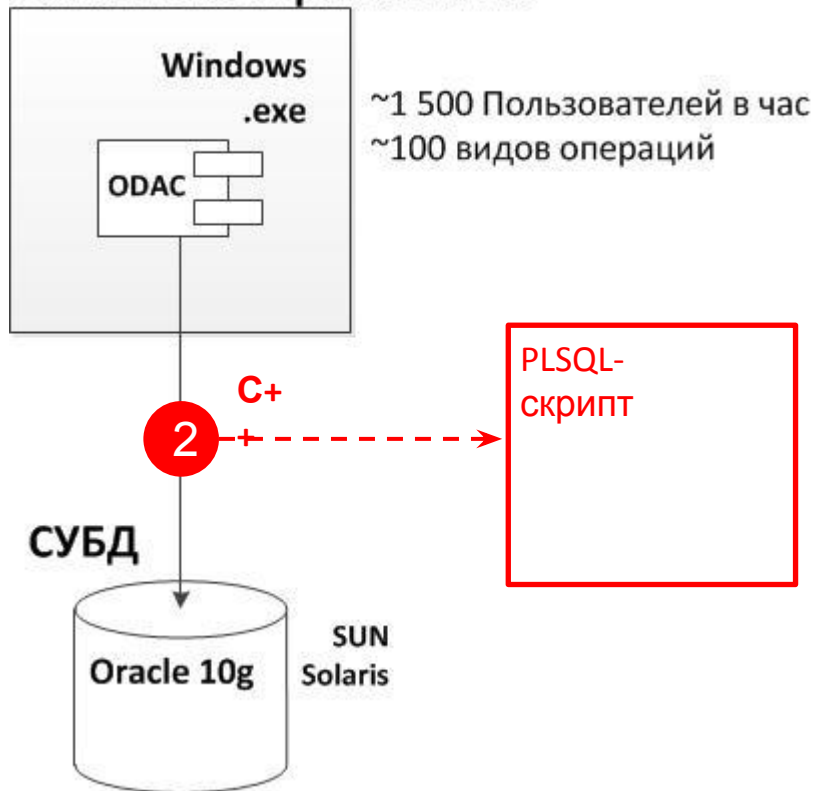 Windows
.exe
ODAC
~1 500 Пользователей в час
~100 видов операций
PLSQL-
скрипт
C+
+
2
СУБД
Oracle 10g
SUN
Solaris